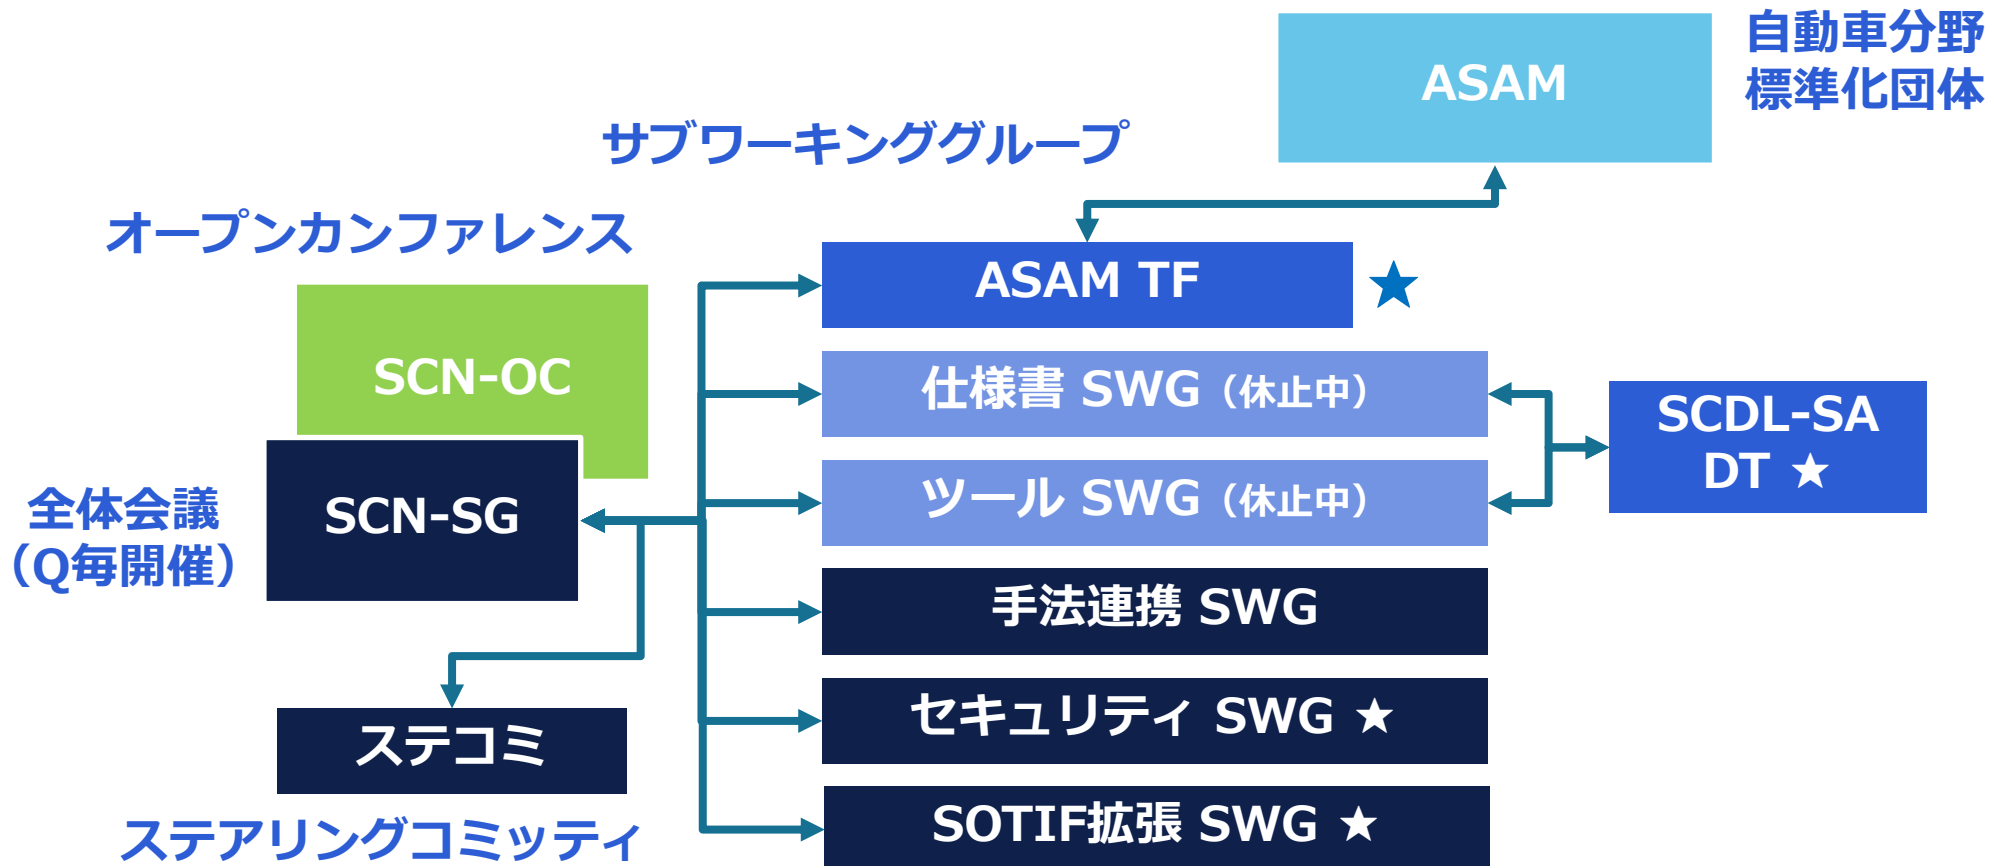 自動車分野
標準化団体
ASAM
サブワーキンググループ
オープンカンファレンス
ASAM TF ★
SCN-OC
仕様書 SWG（休止中）
SCDL-SA
DT ★
ツール SWG（休止中）
全体会議
（Q毎開催）
SCN-SG
手法連携 SWG
セキュリティ SWG ★
ステコミ
ステアリングコミッティ
SOTIF拡張 SWG ★